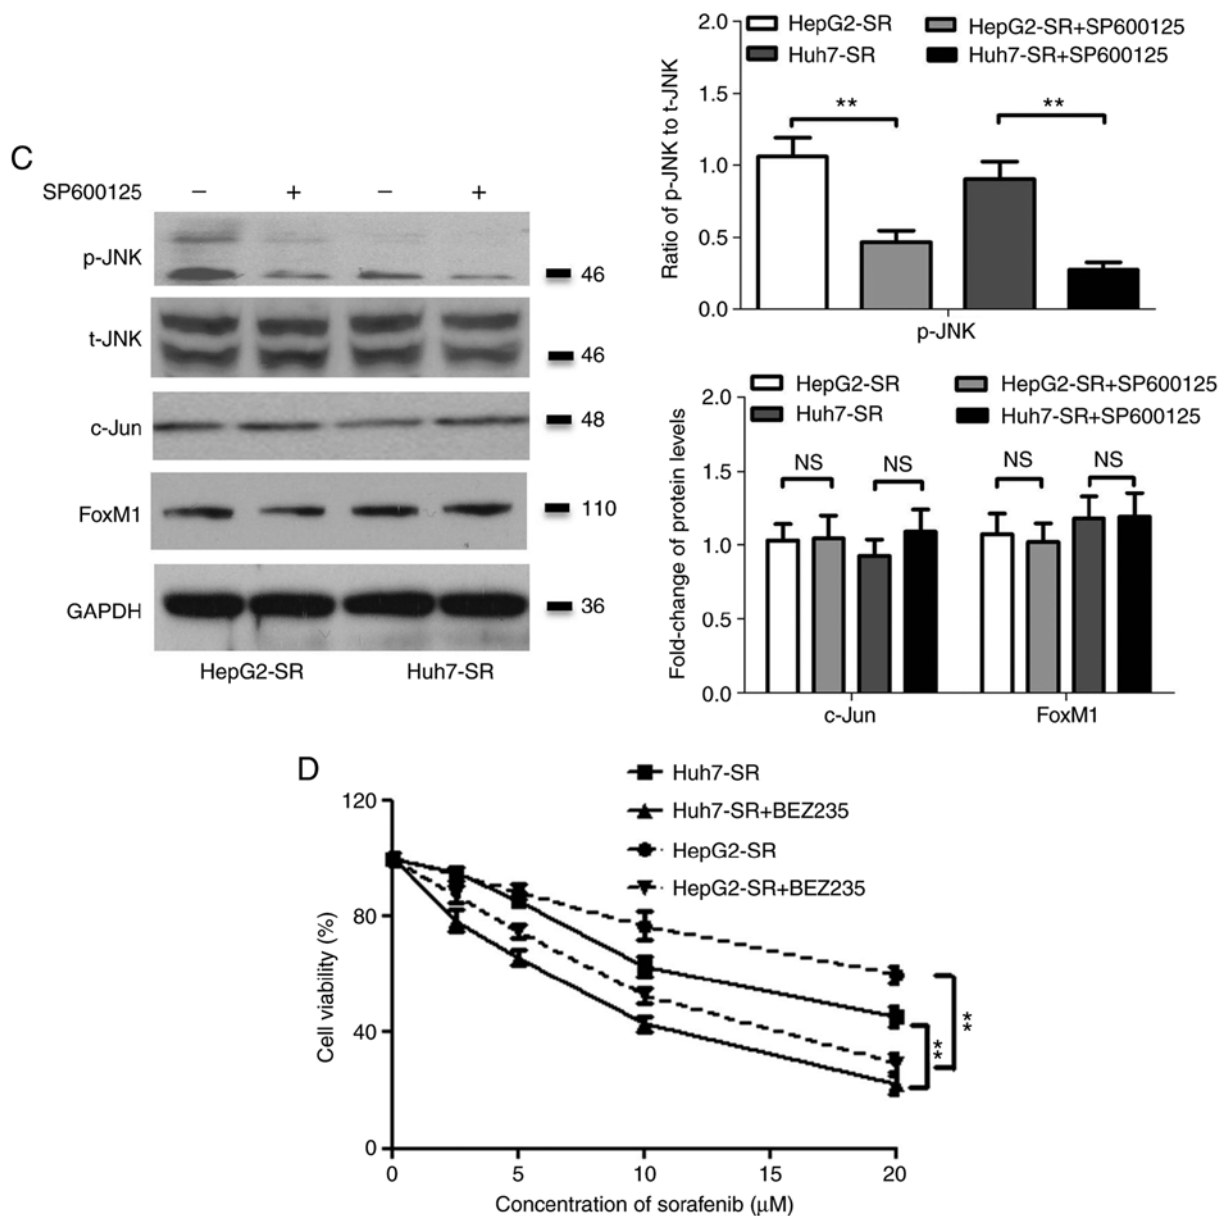 C
SP600125 – + – +
p-JNK
46
t-JNK
46
c-Jun
48
FoxM1
110
GAPDH
36
HepG2-SR Huh7-SR
HepG2-SR HepG2-SR+SP600125
Huh7-SR Huh7-SR+SP600125
Ratio of p-JNK to t-JNK
2.0
1.5
1.0
0.5
0.0
** **
p-JNK
HepG2-SR HepG2-SR+SP600125
Huh7-SR Huh7-SR+SP600125
Fold-change of protein levels
2.0
1.5
1.0
0.5
0.0
NS NS NS NS
c-Jun FoxM1
D
Huh7-SR
Huh7-SR+BEZ235
HepG2-SR
HepG2-SR+BEZ235
Cell viability (%)
120
80
40
0
0 5 10 15 20
** **
Concentration of sorafenib (μM)